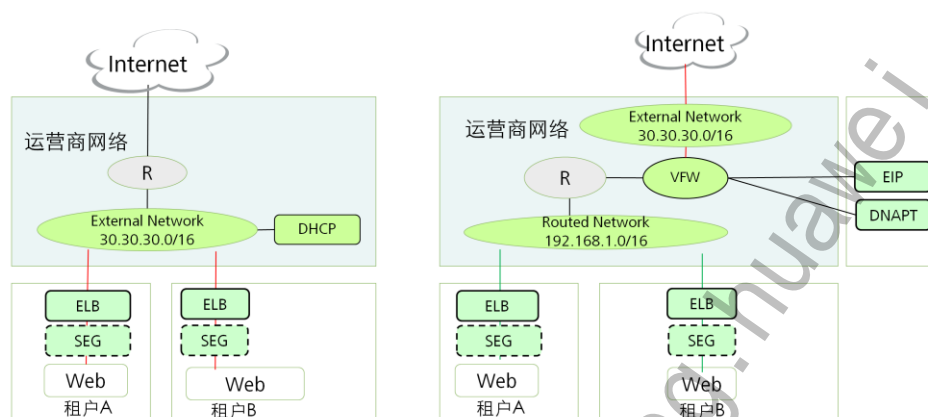 Internet
运营商网络
R
External Network
30.30.30.0/16
DHCP
ELB
SEG
Web
租户A
ELB
SEG
Web
租户B
Internet
运营商网络
External Network
30.30.30.0/16
R
VFW
EIP
DNAPT
Routed Network
192.168.1.0/16
ELB
SEG
Web
租户A
ELB
SEG
Web
租户B
ng.huawei